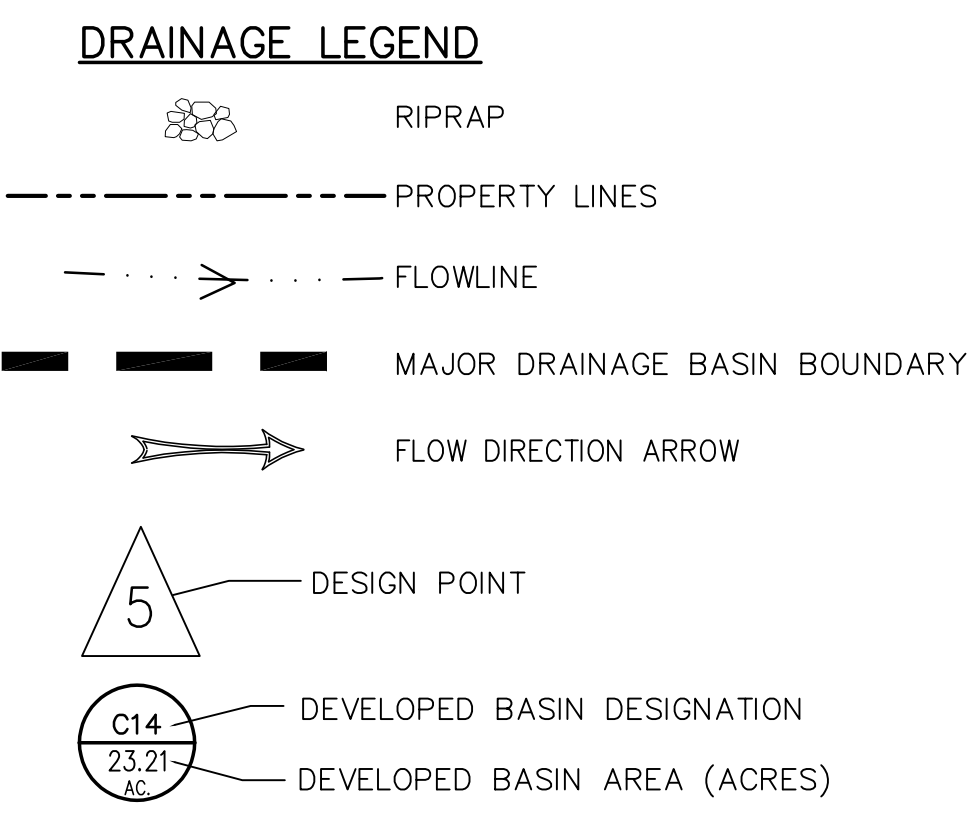 DRAINAGE LEGEND
RIPRAP
PROPERTY LINES
FLOWLINE
MAJOR DRAINAGE BASIN BOUNDARY
FLOW DIRECTION ARROW
5
DESIGN POINT
C14
DEVELOPED BASIN DESIGNATION
23.21
AC.
DEVELOPED BASIN AREA (ACRES)